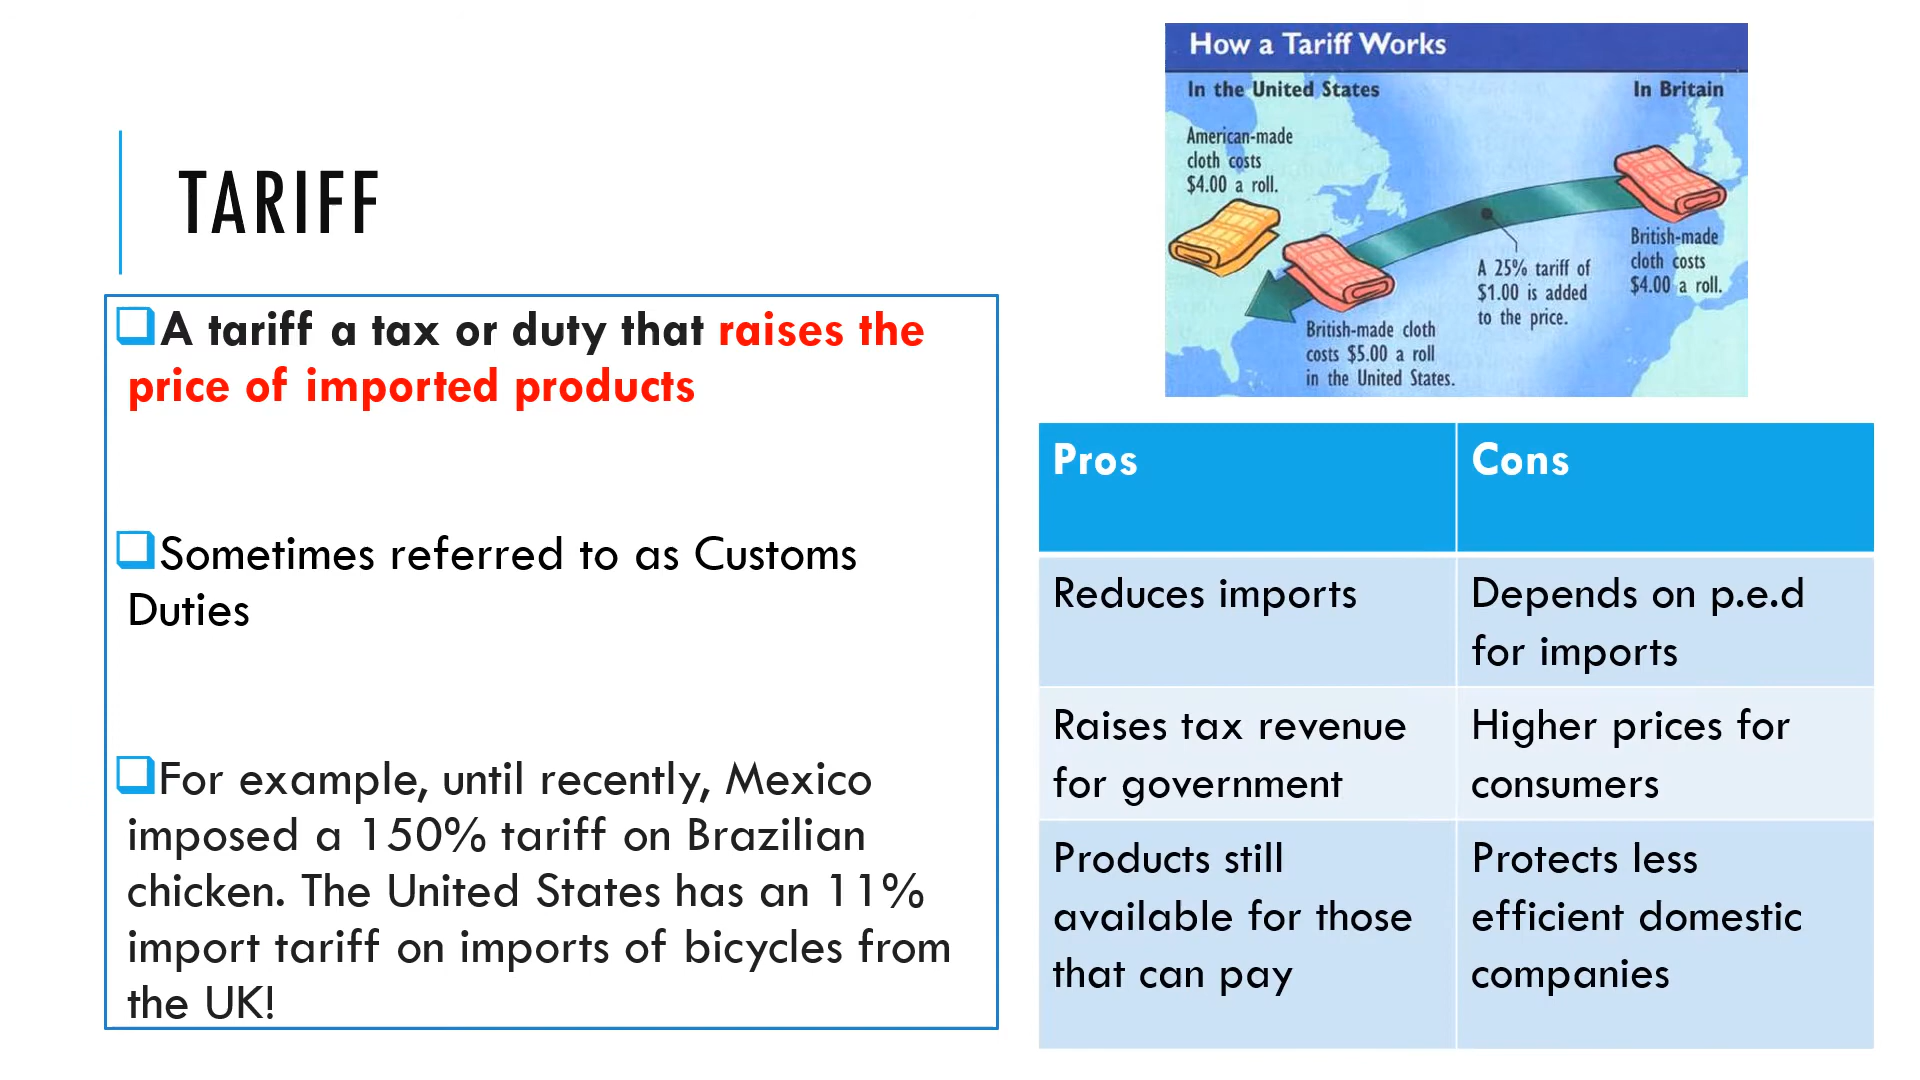 TARIFF
A tariff a tax or duty that raises the
price of imported products
Sometimes referred to as Customs
Duties
For example, until recently, Mexico
imposed a 150% tariff on Brazilian
chicken. The United States has an 11%
import tariff on imports of bicycles from
the UK!
How a Tariff Works
In the United States
In Britain
American-made
cloth costs
$4.00 a roll.
British-made cloth
costs $5.00 a roll
in the United States.
A 25% tariff of
$1.00 is added
to the price.
British-made
cloth costs
$4.00 a roll.
Pros
Cons
Reduces imports
Depends on p.e.d
for imports
Raises tax revenue
for government
Higher prices for
consumers
Products still
available for those
that can pay
Protects less
efficient domestic
companies